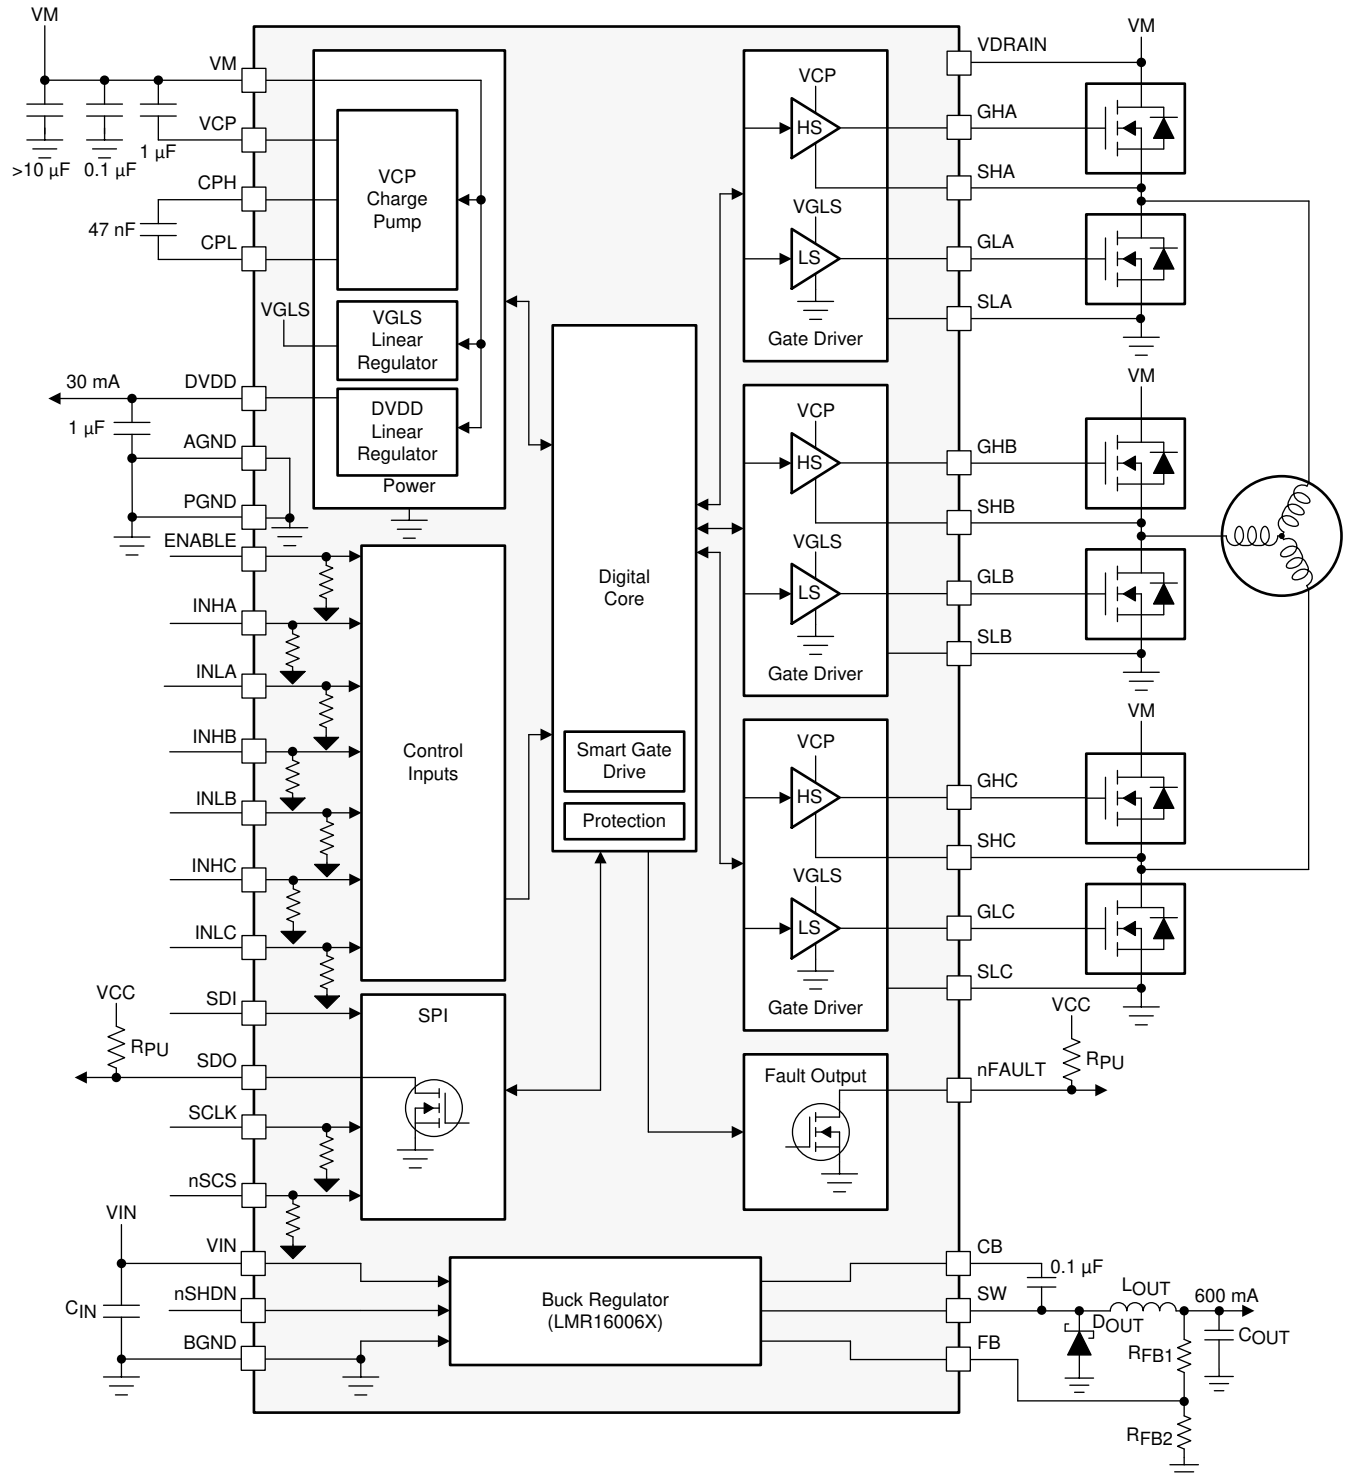 VM
VM
VCP
>10 µF
0.1 µF
1 µF
CPH
47 nF
CPL
VCP
Charge
Pump
VGLS
VGLS
Linear
Regulator
30 mA
DVDD
1 µF
DVDD
Linear
Regulator
Power
AGND
PGND
ENABLE
INHA
INLA
INHB
INLB
INHC
INLC
Control
Inputs
VCC
RPU
SDI
SDO
SCLK
nSCS
SPI
Digital
Core
Smart Gate
Drive
Protection
VCP
HS
VGLS
LS
Gate Driver
VCP
HS
VGLS
LS
Gate Driver
VCP
HS
VGLS
LS
Gate Driver
Fault Output
VDRAIN
VM
GHA
SHA
GLA
SLA
VM
GHB
SHB
GLB
SLB
VM
GHC
SHC
GLC
SLC
VCC
RPU
nFAULT
VIN
VIN
CIN
nSHDN
BGND
Buck Regulator
(LMR16006X)
CB
0.1 µF
SW
LOUT
600 mA
DOUT
COUT
FB
RFB1
RFB2